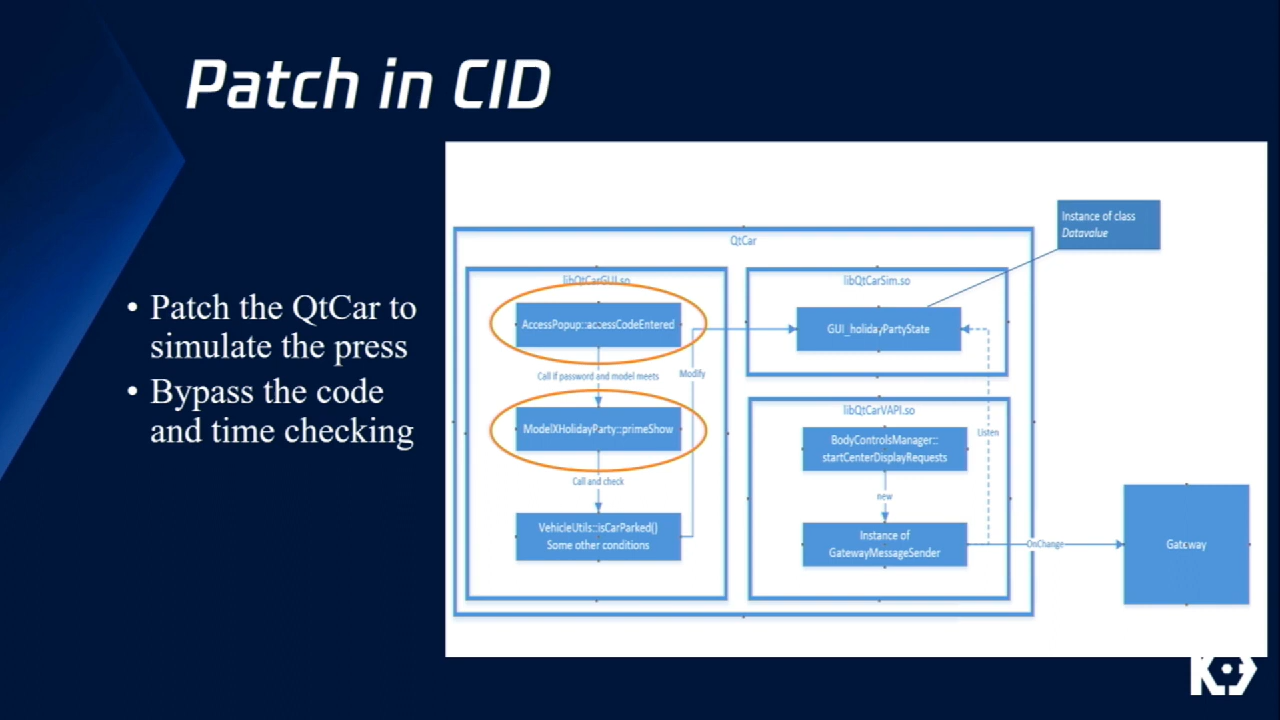 Patch in CID
• Patch the QtCar to
simulate the press
• Bypass the code
and time checking
Instance of class
Datavalue
QtCar
libQtCarGUI.so
AccessPopup::accessCodeEntered
Call if password and model meets
ModelXHolidayParty::primeShow
Call and check
VehicleUtils::isCarParked()
Some other conditions
Modify
libQtCarSim.so
GUI_holidayPartyState
libQtCarVAPI.so
BodyControlsManager::
startCenterDisplayRequests
new
Instance of
GatewayMessageSender
Listen
OnChange
Gateway